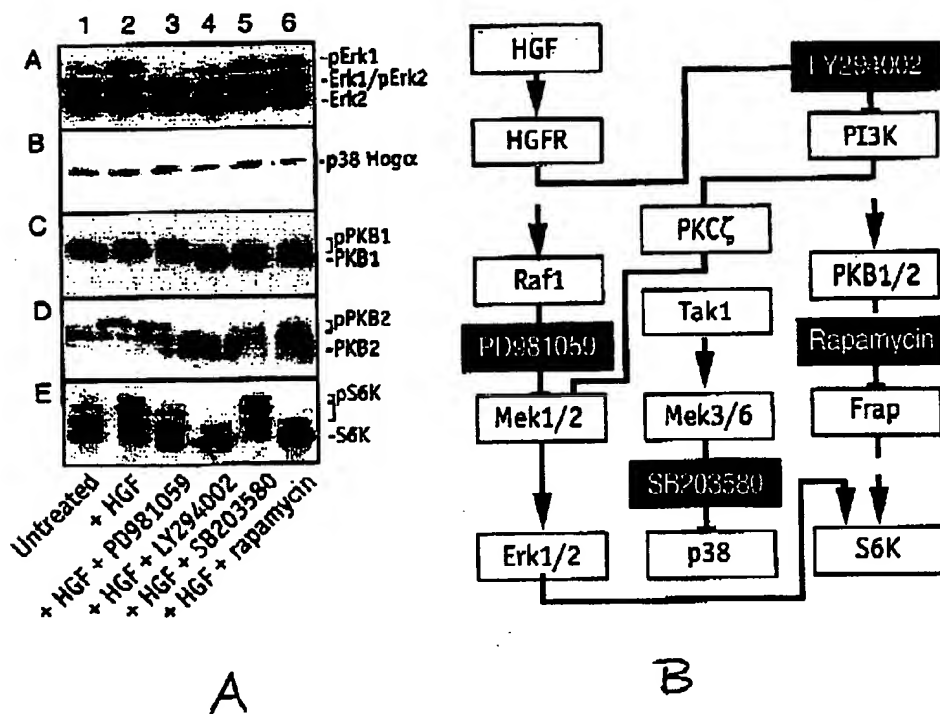 1 2 3 4 5 6
A
-pErk1
-Erk1/pErk2
-Erk2
B
-p38 Hogα
C
pPKB1
-PKB1
D
pPKB2
-PKB2
E
pS6K
-S6K
Untreated
+ HGF
+ HGF + PD981059
+ HGF + LY294002
+ HGF + SB203580
+ HGF + rapamycin
A
HGF
LY294002
HGFR
PI3K
PKCζ
Raf1
PKB1/2
Tak1
PD981059
Rapamycin
Mek1/2
Mek3/6
Frap
SB203580
Erk1/2
p38
S6K
B